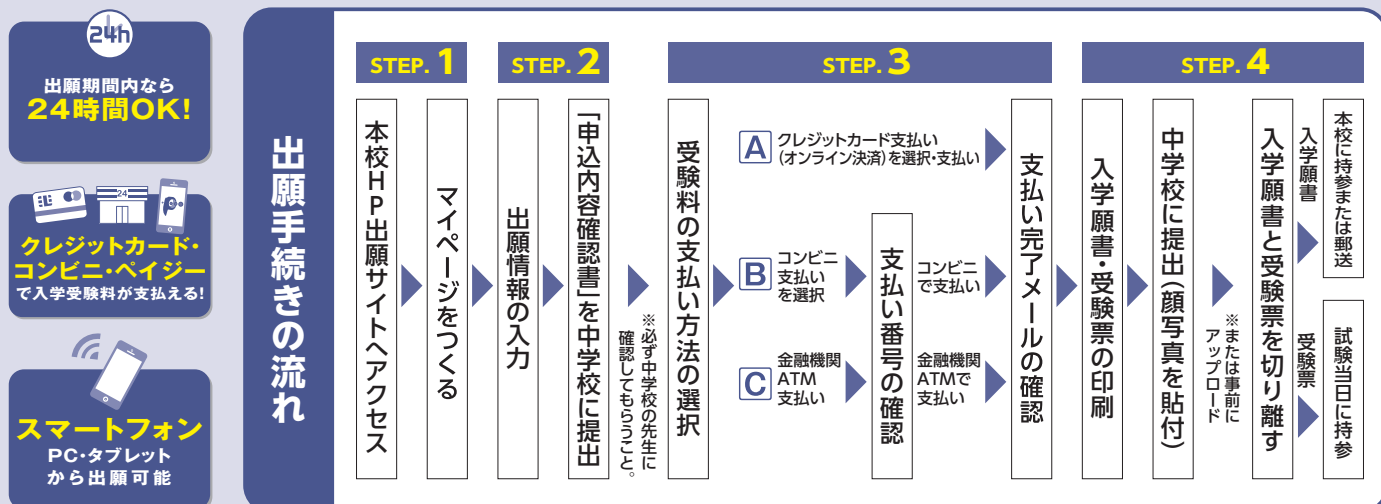 24h
出願期間内なら
24時間OK!
24
クレジットカード・
コンビニ・ペイジー
で入学受験料が支払える!
スマートフォン
PC・タブレット
から出願可能
出願手続きの流れ
STEP. 1
本校HP出願サイトへアクセス
マイページをつくる
STEP. 2
出願情報の入力
「申込内容確認書」を中学校に提出
※必ず中学校の先生に
確認してもらうこと。
STEP. 3
受験料の支払い方法の選択
A クレジットカード支払い
(オンライン決済)を選択・支払い
B コンビニ
支払い
を選択
C 金融機関
ATM
支払い
支払い番号の確認
コンビニ
で支払い
金融機関
ATMで
支払い
支払い完了メールの確認
STEP. 4
入学願書・受験票の印刷
中学校に提出(顔写真を貼付)
※または事前に
アップロード
入学願書と受験票を切り離す
入学願書
本校に持参または郵送
受験票
試験当日に持参